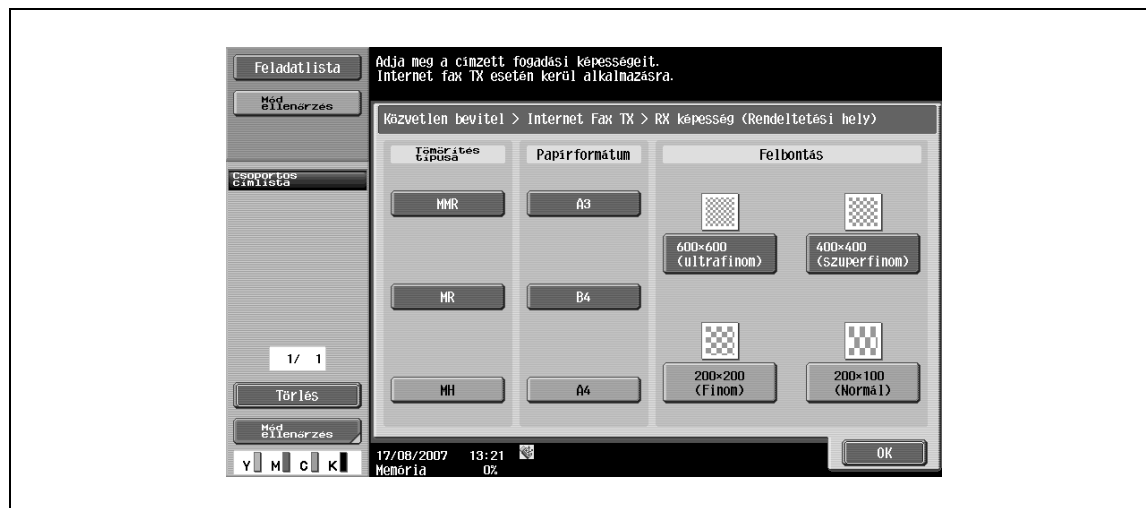 Feladatlista
Mód
ellenőrzés
Csoportos
címlista
1/ 1
Törlés
Mód
ellenőrzés
Y M C K
Adja meg a címzett fogadási képességeit.
Internet fax TX esetén kerül alkalmazásra.
Közvetlen bevitel > Internet Fax TX > RX képesség (Rendeltetési hely)
Tömörítés
típusa
MMR
MR
MH
Papírformátum
A3
B4
A4
Felbontás
600×600
(ultrafinom)
400×400
(szuperfinom)
200×200
(Finom)
200×100
(Normál)
17/08/2007 13:21
Memória 0%
OK